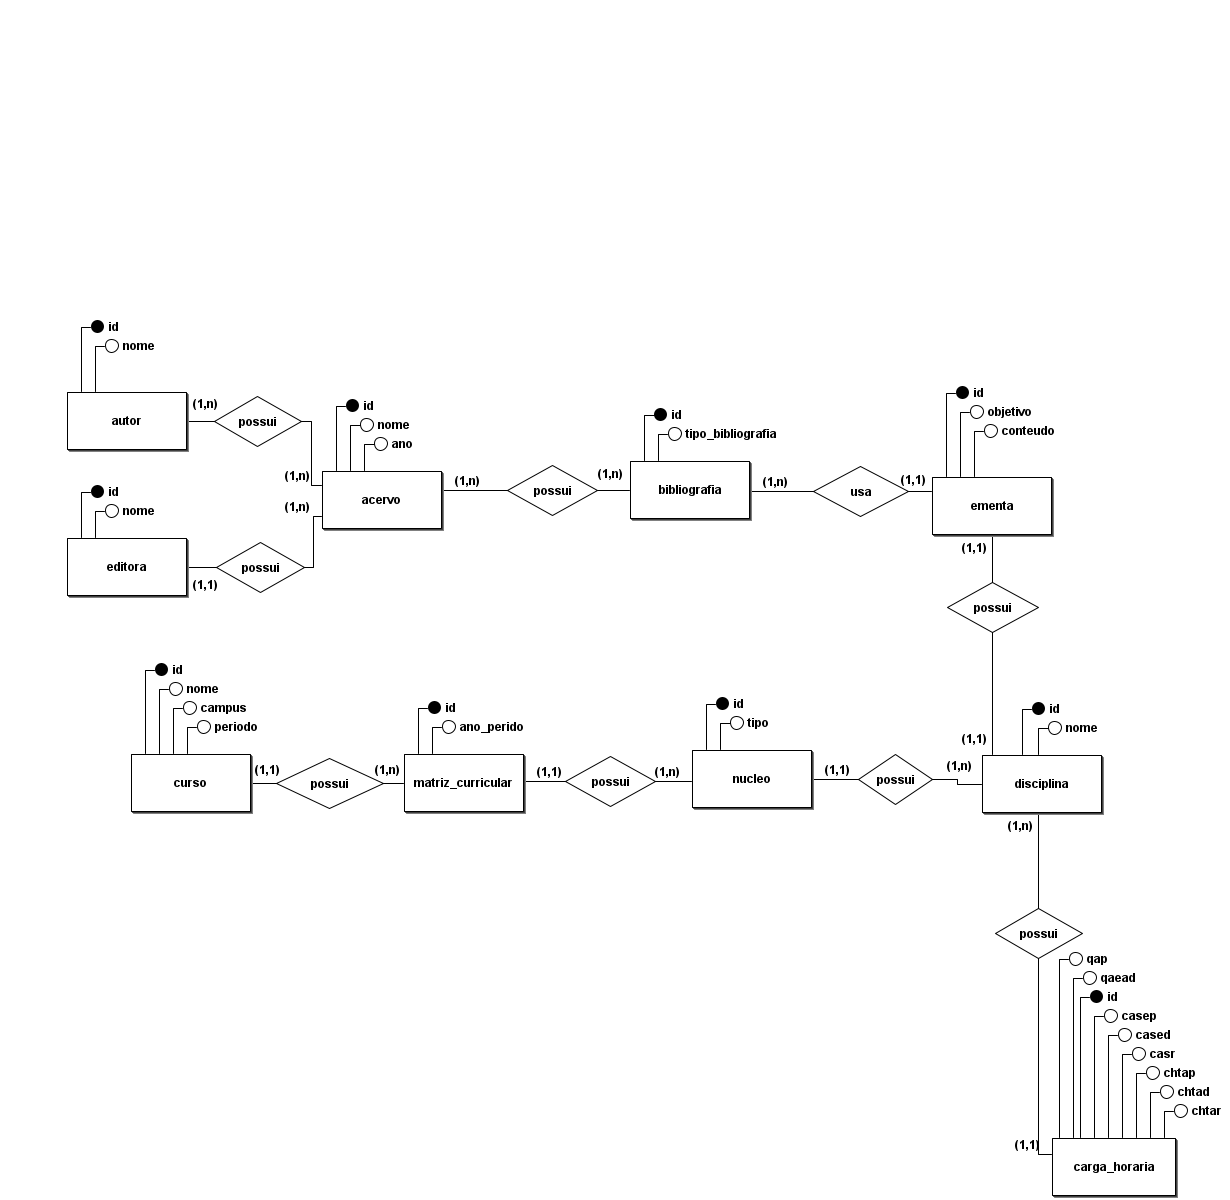 id
nome
autor
(1,n)
possui
(1,n)
id
nome
editora
(1,1)
possui
(1,n)
id
nome
ano
acervo
(1,n)
possui
(1,n)
id
tipo_bibliografia
bibliografia
(1,n)
usa
(1,1)
id
objetivo
conteudo
ementa
(1,1)
possui
(1,1)
id
nome
campus
periodo
curso
(1,1)
possui
(1,n)
id
ano_perido
matriz_curricular
(1,1)
possui
(1,n)
id
tipo
nucleo
(1,1)
possui
(1,n)
id
nome
disciplina
(1,n)
possui
(1,1)
qap
qaead
id
casep
cased
casr
chtap
chtad
chtar
carga_horaria